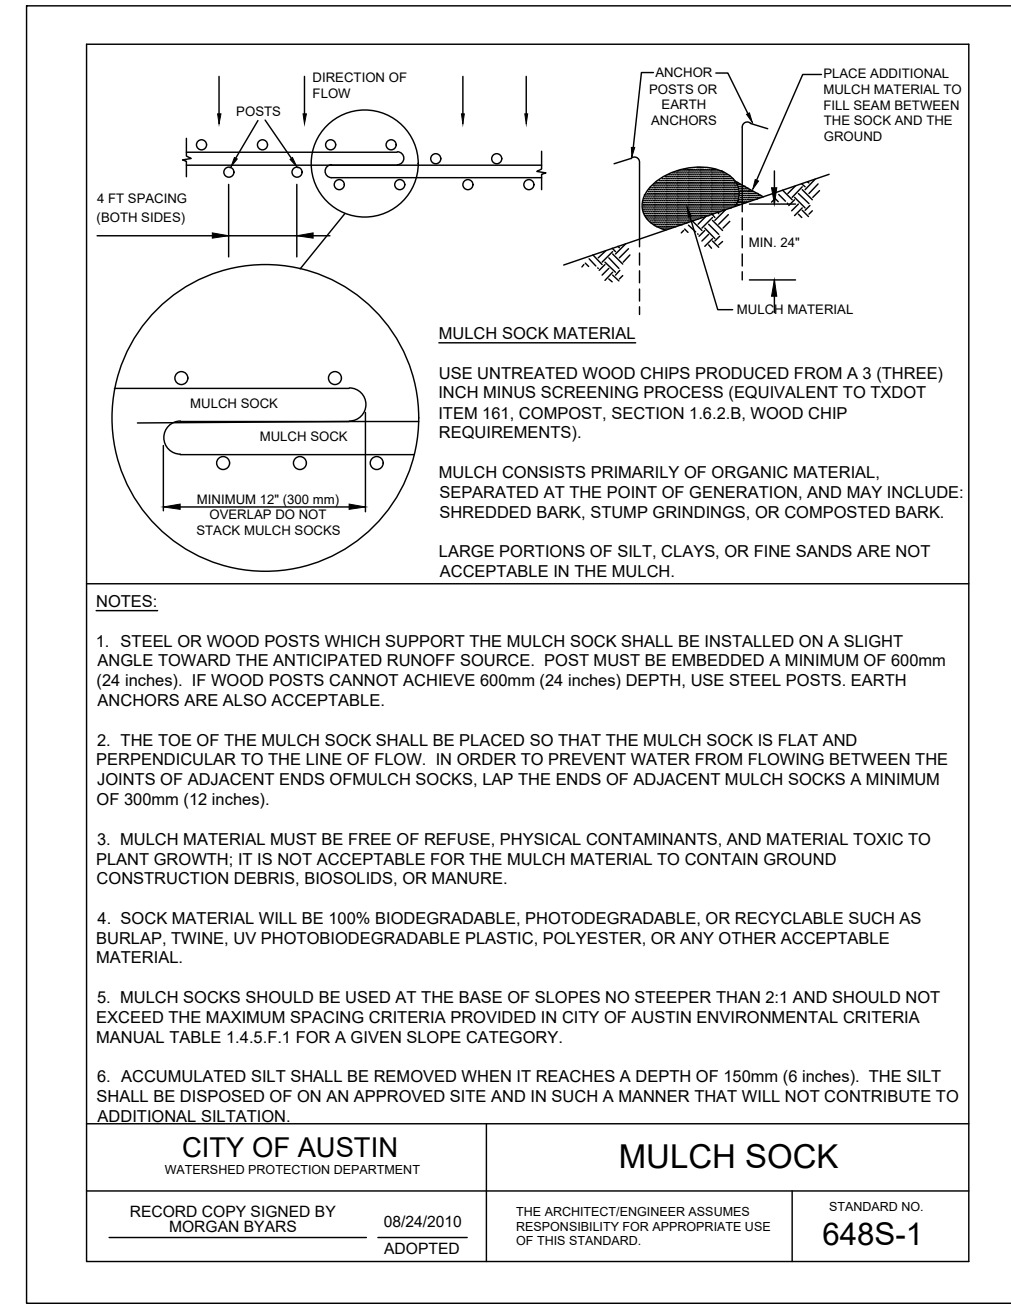 DIRECTION OF
FLOW
POSTS
4 FT SPACING
(BOTH SIDES)
ANCHOR
POSTS OR
EARTH
ANCHORS
PLACE ADDITIONAL
MULCH MATERIAL TO
FILL SEAM BETWEEN
THE SOCK AND THE
GROUND
MIN. 24"
MULCH MATERIAL
MULCH SOCK
MULCH SOCK
MINIMUM 12" (300 mm)
OVERLAP DO NOT
STACK MULCH SOCKS
MULCH SOCK MATERIAL
USE UNTREATED WOOD CHIPS PRODUCED FROM A 3 (THREE)
INCH MINUS SCREENING PROCESS (EQUIVALENT TO TXDOT
ITEM 161, COMPOST, SECTION 1.6.2.B, WOOD CHIP
REQUIREMENTS).
MULCH CONSISTS PRIMARILY OF ORGANIC MATERIAL,
SEPARATED AT THE POINT OF GENERATION, AND MAY INCLUDE:
SHREDDED BARK, STUMP GRINDINGS, OR COMPOSTED BARK.
LARGE PORTIONS OF SILT, CLAYS, OR FINE SANDS ARE NOT
ACCEPTABLE IN THE MULCH.
NOTES:
1. STEEL OR WOOD POSTS WHICH SUPPORT THE MULCH SOCK SHALL BE INSTALLED ON A SLIGHT
ANGLE TOWARD THE ANTICIPATED RUNOFF SOURCE. POST MUST BE EMBEDDED A MINIMUM OF 600mm
(24 inches). IF WOOD POSTS CANNOT ACHIEVE 600mm (24 inches) DEPTH, USE STEEL POSTS. EARTH
ANCHORS ARE ALSO ACCEPTABLE.
2. THE TOE OF THE MULCH SOCK SHALL BE PLACED SO THAT THE MULCH SOCK IS FLAT AND
PERPENDICULAR TO THE LINE OF FLOW. IN ORDER TO PREVENT WATER FROM FLOWING BETWEEN THE
JOINTS OF ADJACENT ENDS OFMULCH SOCKS, LAP THE ENDS OF ADJACENT MULCH SOCKS A MINIMUM
OF 300mm (12 inches).
3. MULCH MATERIAL MUST BE FREE OF REFUSE, PHYSICAL CONTAMINANTS, AND MATERIAL TOXIC TO
PLANT GROWTH; IT IS NOT ACCEPTABLE FOR THE MULCH MATERIAL TO CONTAIN GROUND
CONSTRUCTION DEBRIS, BIOSOLIDS, OR MANURE.
4. SOCK MATERIAL WILL BE 100% BIODEGRADABLE, PHOTODEGRADABLE, OR RECYCLABLE SUCH AS
BURLAP, TWINE, UV PHOTOBIODEGRADABLE PLASTIC, POLYESTER, OR ANY OTHER ACCEPTABLE
MATERIAL.
5. MULCH SOCKS SHOULD BE USED AT THE BASE OF SLOPES NO STEEPER THAN 2:1 AND SHOULD NOT
EXCEED THE MAXIMUM SPACING CRITERIA PROVIDED IN CITY OF AUSTIN ENVIRONMENTAL CRITERIA
MANUAL TABLE 1.4.5.F.1 FOR A GIVEN SLOPE CATEGORY.
6. ACCUMULATED SILT SHALL BE REMOVED WHEN IT REACHES A DEPTH OF 150mm (6 inches). THE SILT
SHALL BE DISPOSED OF ON AN APPROVED SITE AND IN SUCH A MANNER THAT WILL NOT CONTRIBUTE TO
ADDITIONAL SILTATION.
CITY OF AUSTIN
WATERSHED PROTECTION DEPARTMENT
MULCH SOCK
RECORD COPY SIGNED BY
MORGAN BYARS
08/24/2010
ADOPTED
THE ARCHITECT/ENGINEER ASSUMES
RESPONSIBILITY FOR APPROPRIATE USE
OF THIS STANDARD.
STANDARD NO.
648S-1